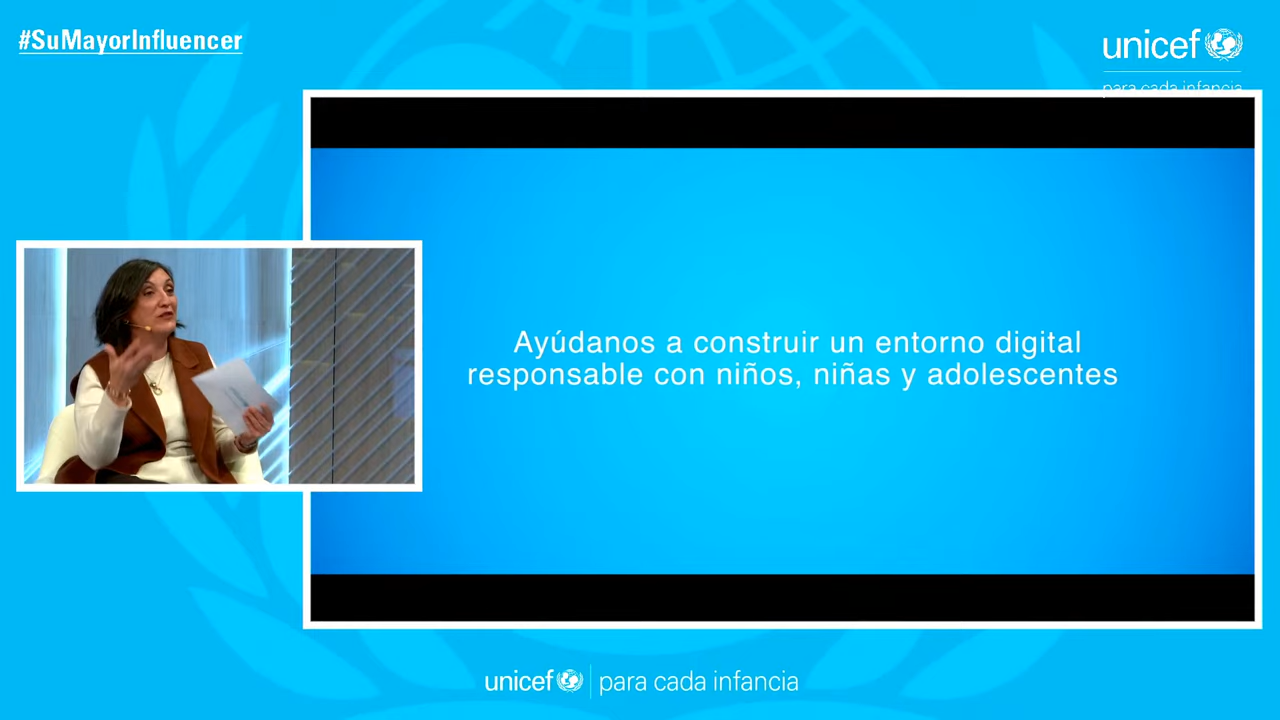 #SuMayorInfluencer
unicef
para cada infancia
Ayúdanos a construir un entorno digital
responsable con niños, niñas y adolescentes
unicef para cada infancia